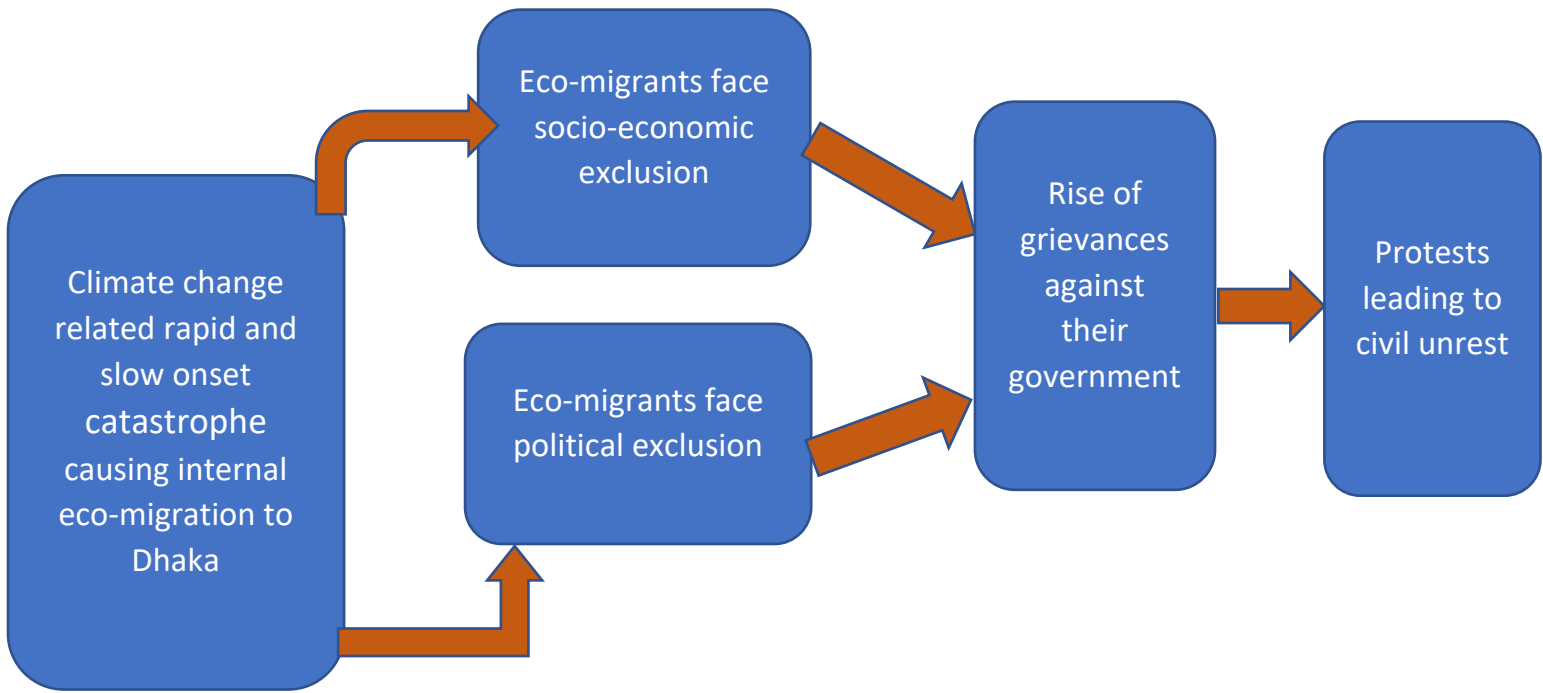 Climate change
related rapid and
slow onset
catastrophe
causing internal
eco-migration to
Dhaka
Eco-migrants face
socio-economic
exclusion
Eco-migrants face
political exclusion
Rise of
grievances
against
their
government
Protests
leading to
civil unrest